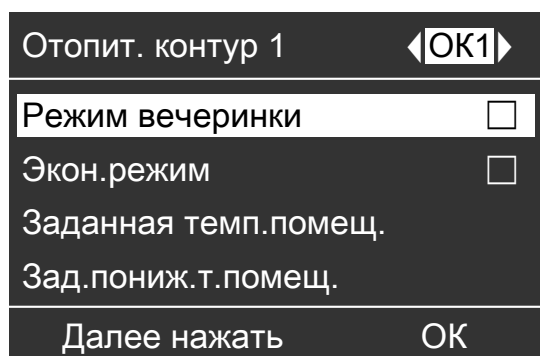 Отопит. контур 1 ОК1
Режим вечеринки
Экон.режим
Заданная темп.помещ.
Зад.пониж.т.помещ.
Далее нажать ОК